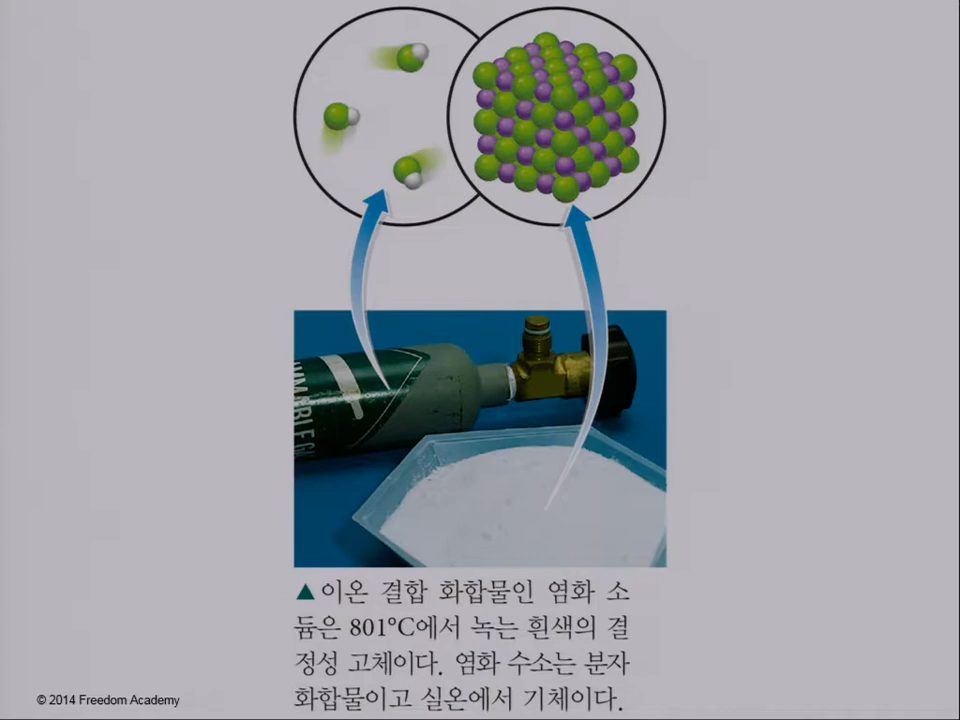 ▲이온 결합 화합물인 염화 소
듐은 801°C에서 녹는 흰색의 결
정성 고체이다. 염화 수소는 분자
화합물이고 실온에서 기체이다.
© 2014 Freedom Academy